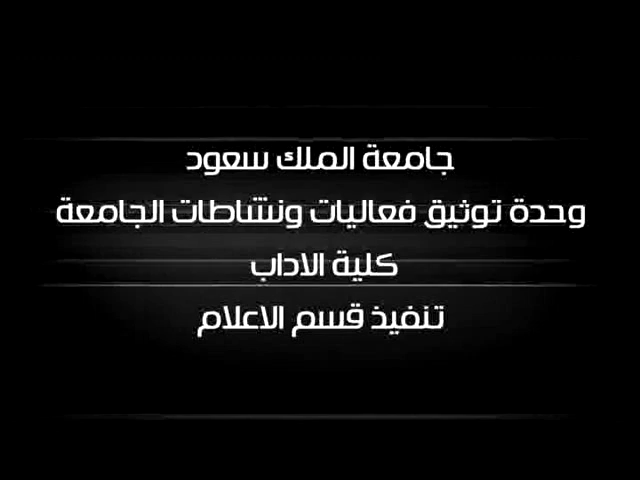 جامعة الملك سعود
وحدة توثيق فعاليات ونشاطات الجامعة
كلية الاداب
تنفيذ قسم الاعلام